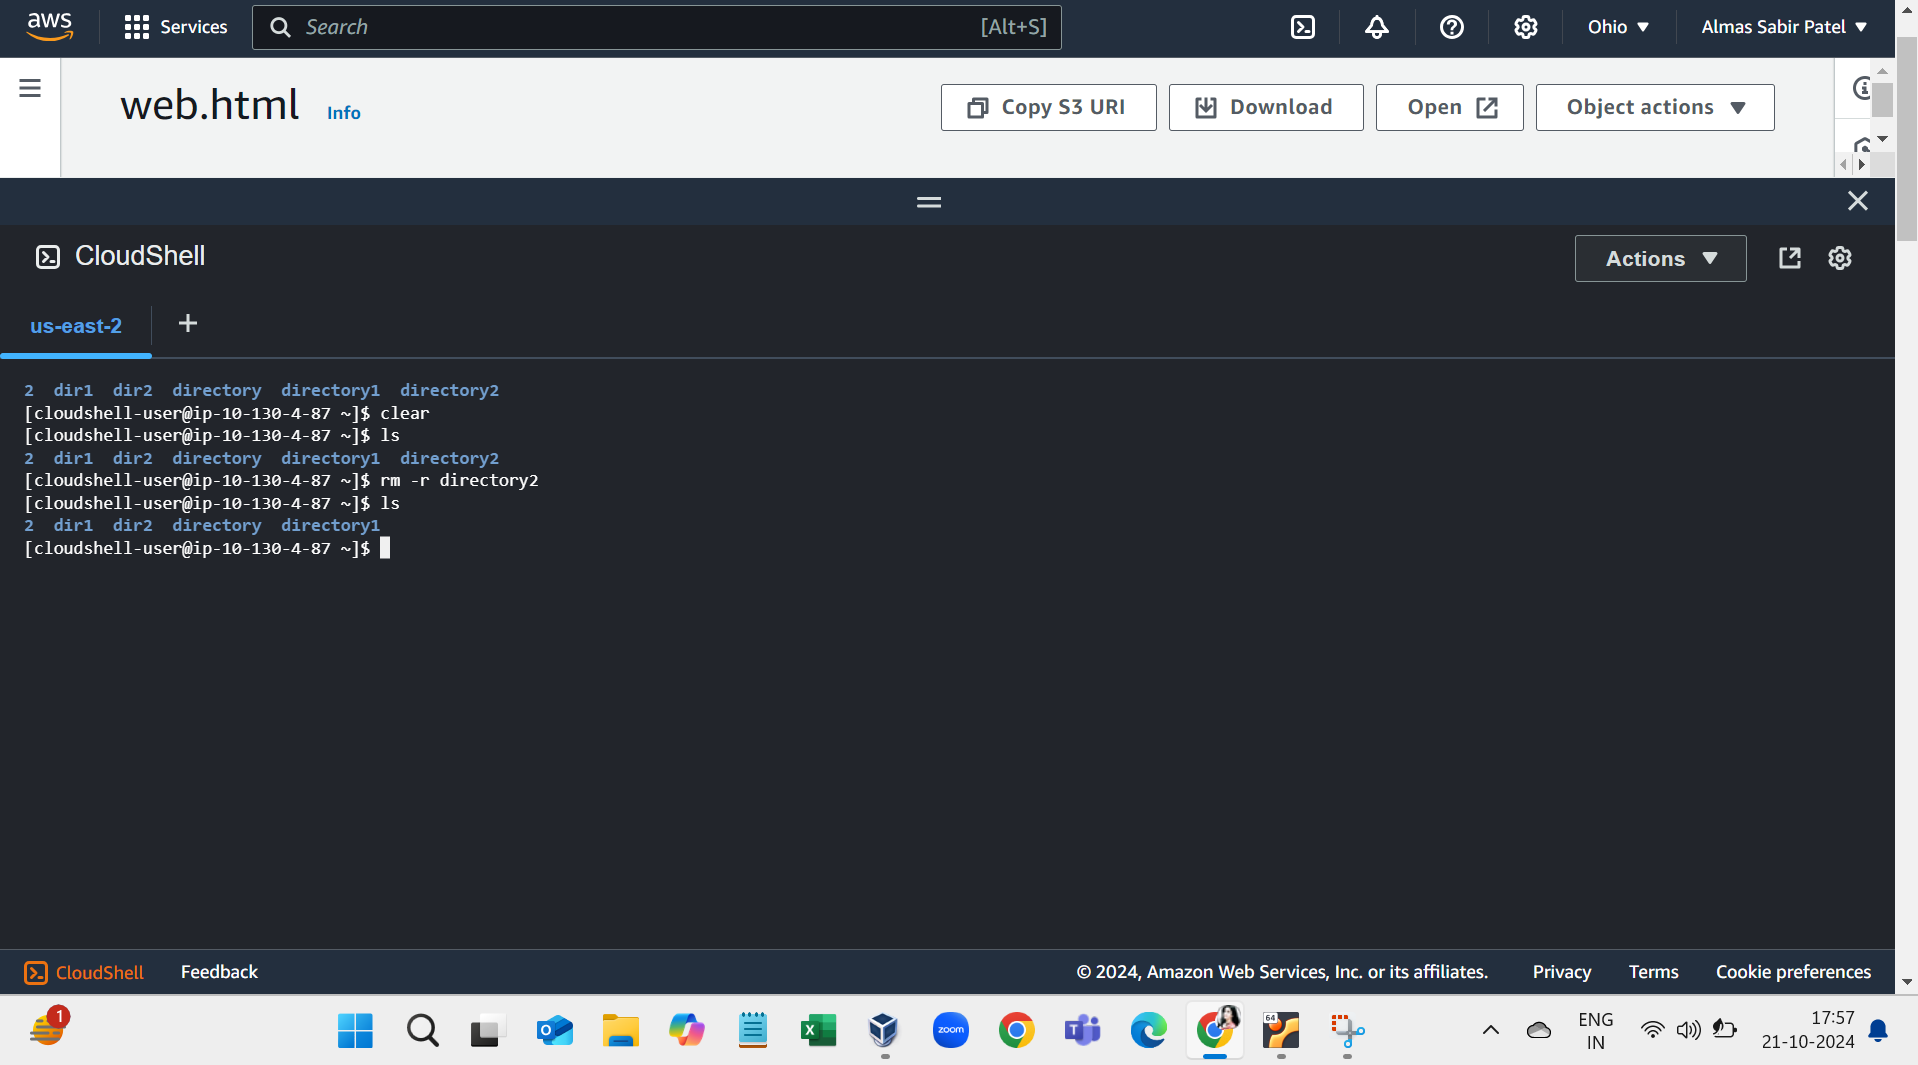 aws Services Search [Alt+S] Ohio Almas Sabir Patel
web.html Info Copy S3 URI Download Open Object actions
CloudShell Actions
us-east-2 +
2 dir1 dir2 directory directory1 directory2
[cloudshell-user@ip-10-130-4-87 ~]$ clear
[cloudshell-user@ip-10-130-4-87 ~]$ ls
2 dir1 dir2 directory directory1 directory2
[cloudshell-user@ip-10-130-4-87 ~]$ rm -r directory2
[cloudshell-user@ip-10-130-4-87 ~]$ ls
2 dir1 dir2 directory directory1
[cloudshell-user@ip-10-130-4-87 ~]$
CloudShell Feedback © 2024, Amazon Web Services, Inc. or its affiliates. Privacy Terms Cookie preferences
1
zoom
64
ENG
IN
17:57
21-10-2024